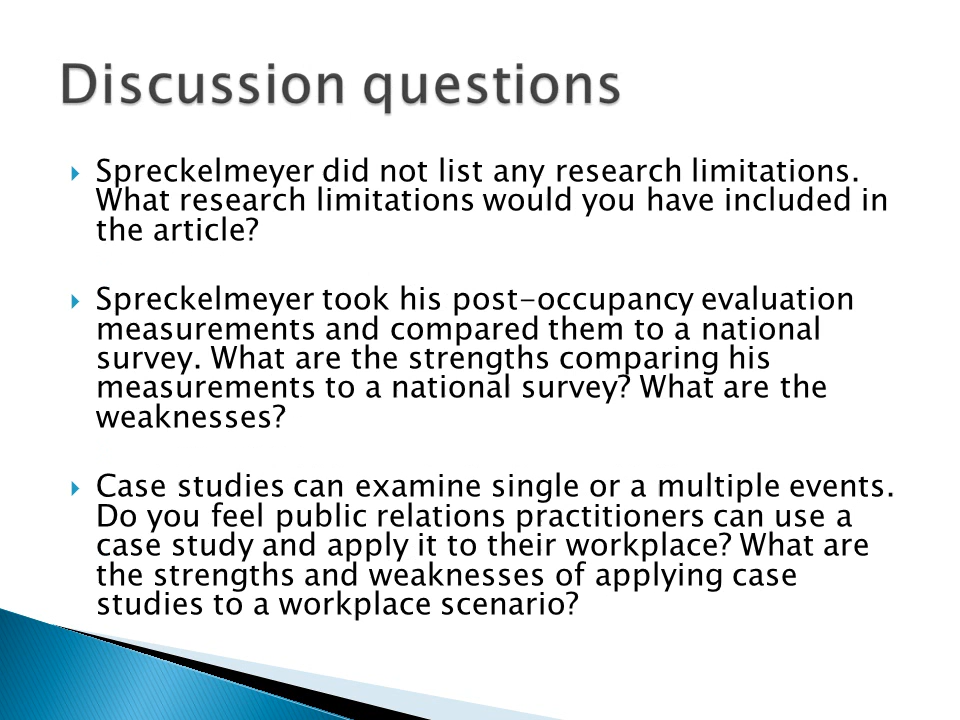 Discussion questions
Spreckelmeyer did not list any research limitations.
What research limitations would you have included in
the article?
Spreckelmeyer took his post-occupancy evaluation
measurements and compared them to a national
survey. What are the strengths comparing his
measurements to a national survey? What are the
weaknesses?
Case studies can examine single or a multiple events.
Do you feel public relations practitioners can use a
case study and apply it to their workplace? What are
the strengths and weaknesses of applying case
studies to a workplace scenario?